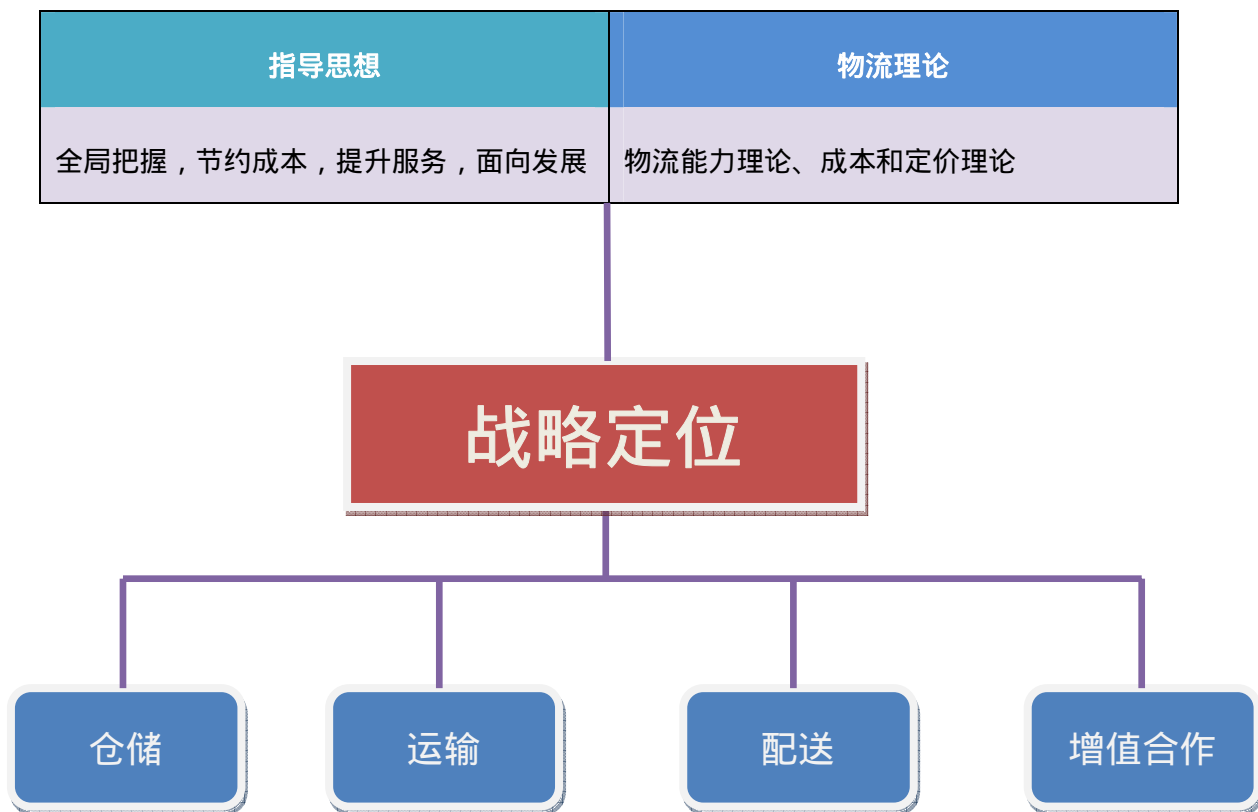 指导思想
物流理论
全局把握，节约成本，提升服务，面向发展
物流能力理论、成本和定价理论
战略定位
仓储
运输
配送
增值合作